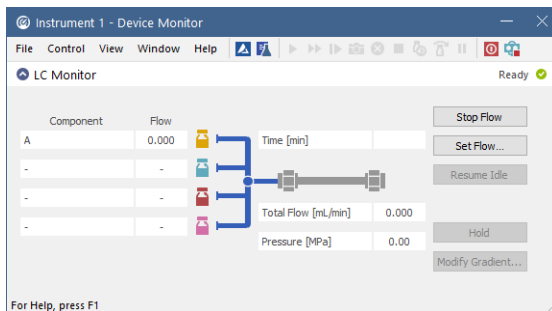 Instrument 1 - Device Monitor
File Control View Window Help
LC Monitor Ready
Component Flow Stop Flow
A 0.000 Time [min] Set Flow...
- - Resume Idle
- -
Total Flow [mL/min] 0.000
- - Hold
Pressure [MPa] 0.00
Modify Gradient...
For Help, press F1